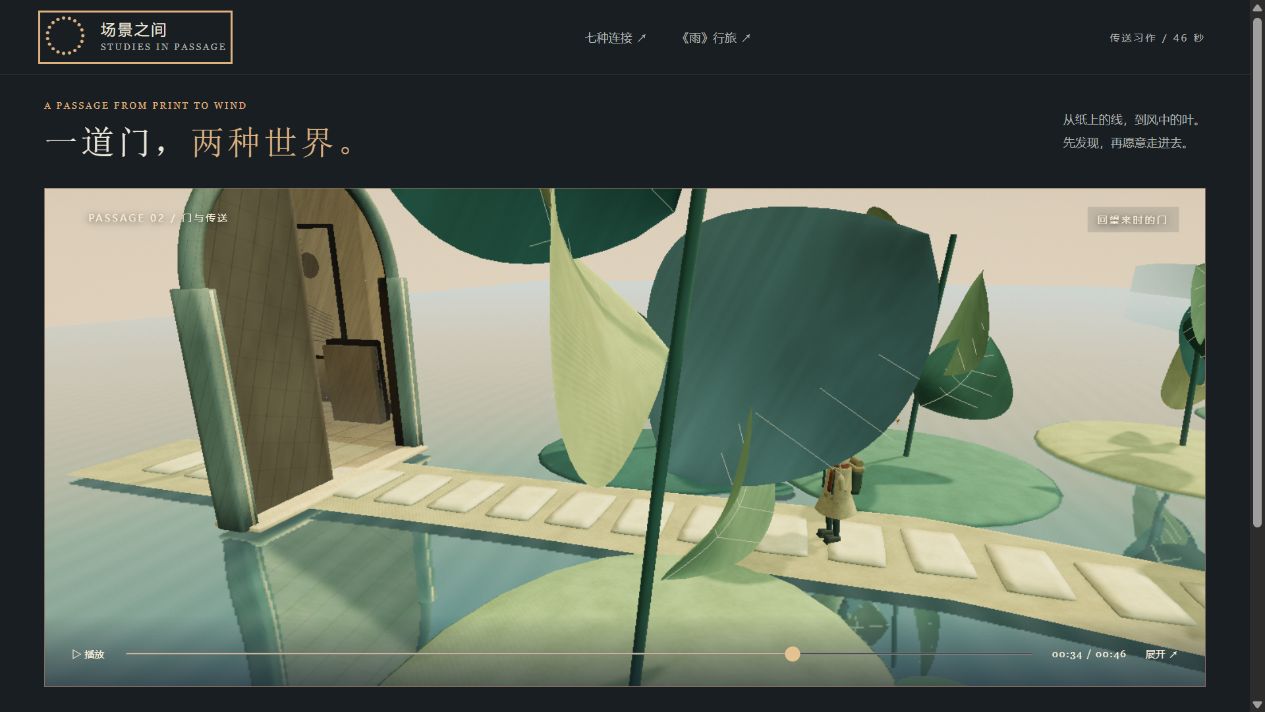 场景之间
STUDIES IN PASSAGE
七种连接 ↗
《雨》行旅 ↗
传送习作 / 46 秒
A PASSAGE FROM PRINT TO WIND
一道门，两种世界。
从纸上的线，到风中的叶。
先发现，再愿意走进去。
PASSAGE 02 / 门与传送
回望来时的门
▷ 播放
00:34 / 00:46
展开 ↗